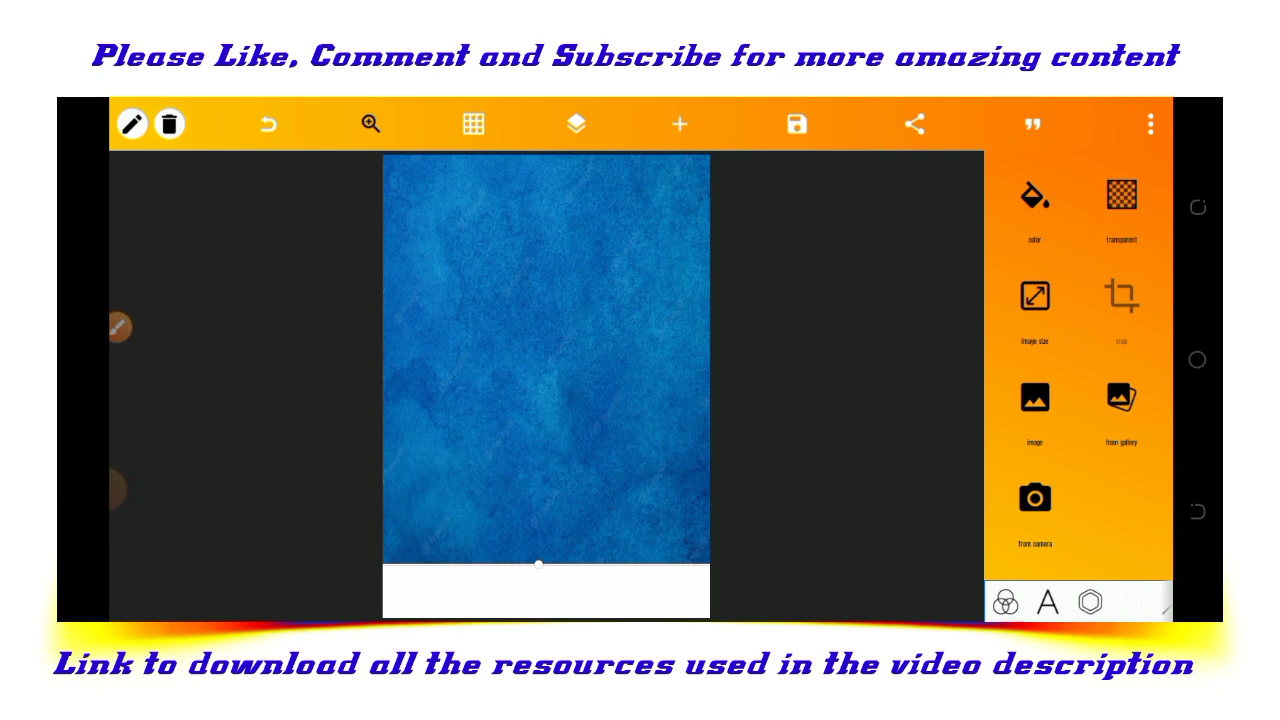 Please Like, Comment and Subscribe for more amazing content
color
transparent
image size
crop
image
from gallery
from camera
A
Link to download all the resources used in the video description